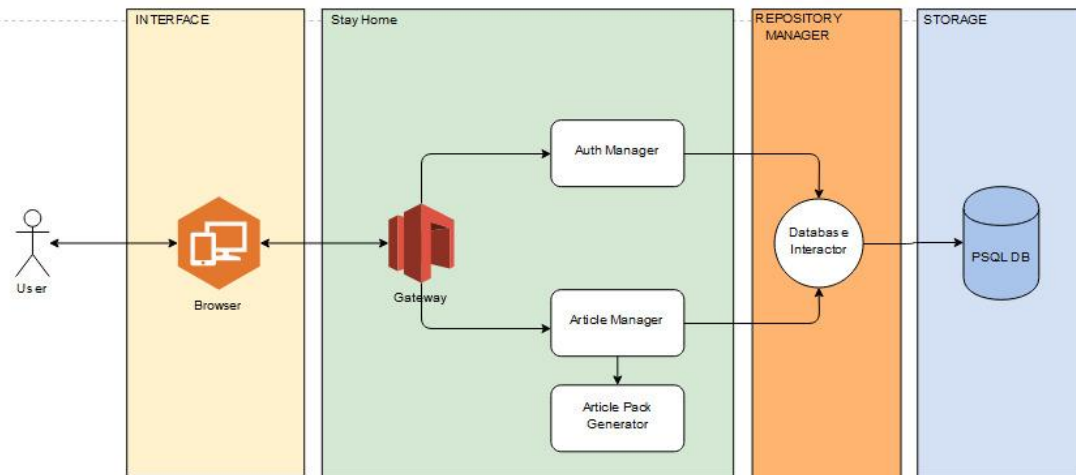 INTERFACE
Stay Home
REPOSITORY
MANAGER
STORAGE
Auth Manager
User
Browser
Gateway
Database
Interactor
PSQL DB
Article Manager
Article Pack
Generator